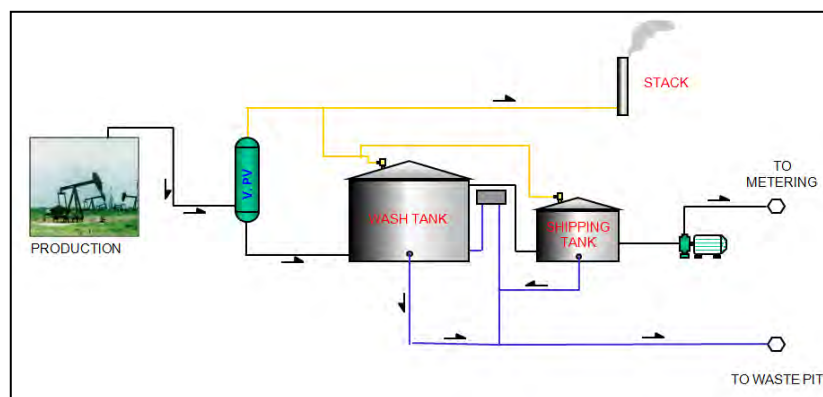 STACK
TO
METERING
V. PV
WASH TANK
SHIPPING
TANK
PRODUCTION
TO WASTE PIT